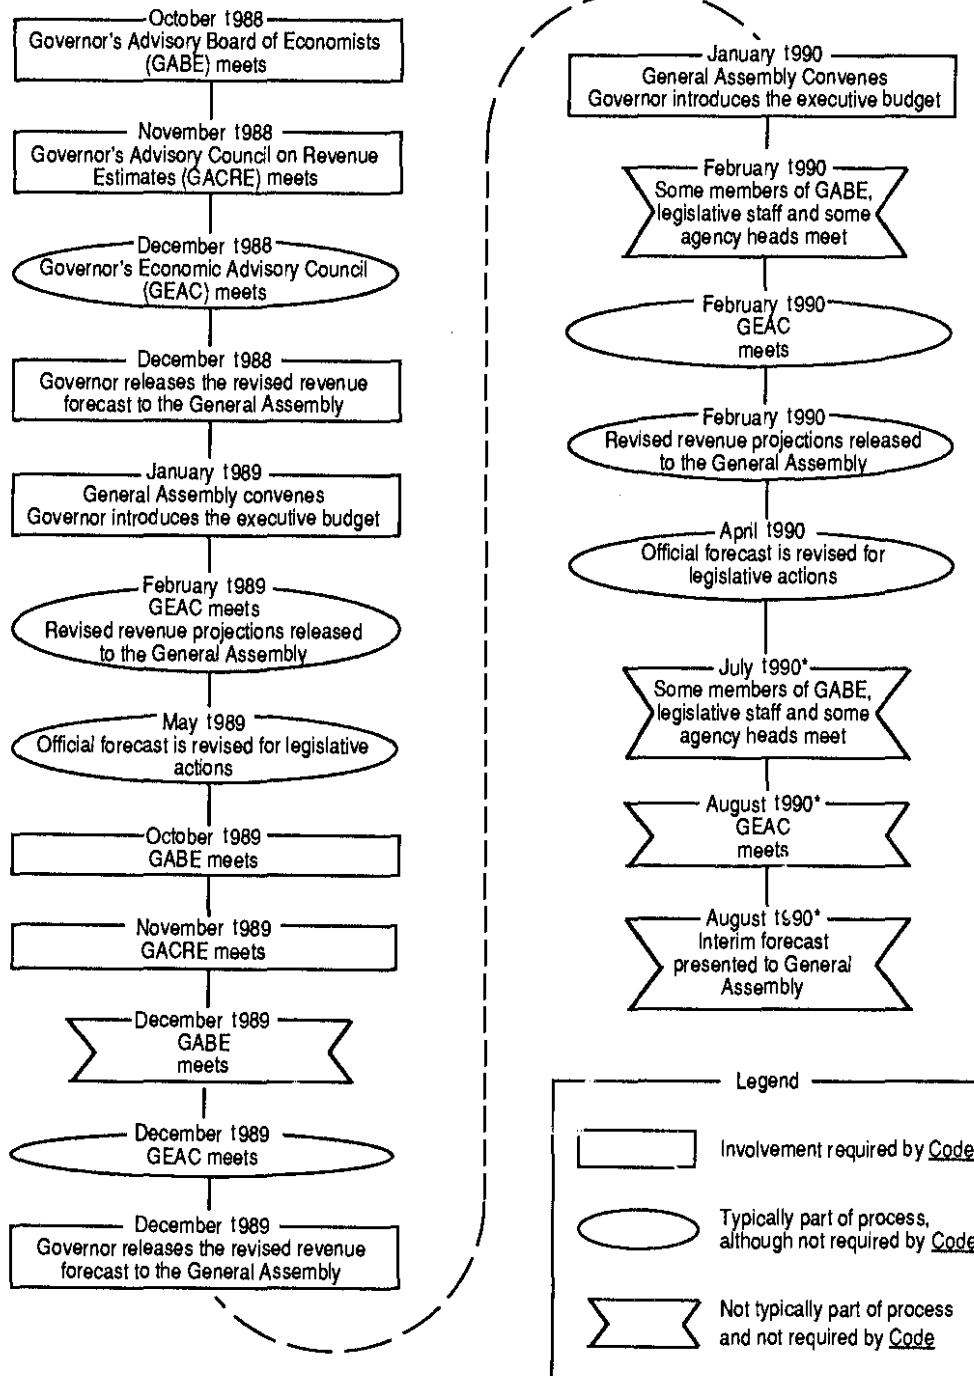 October 1988
Governor's Advisory Board of Economists
(GABE) meets
November 1988
Governor's Advisory Council on Revenue
Estimates (GACRE) meets
December 1988
Governor's Economic Advisory Council
(GEAC) meets
December 1988
Governor releases the revised revenue
forecast to the General Assembly
January 1989
General Assembly convenes
Governor introduces the executive budget
February 1989
GEAC meets
Revised revenue projections released
to the General Assembly
May 1989
Official forecast is revised for legislative
actions
October 1989
GABE meets
November 1989
GACRE meets
December 1989
GABE
meets
December 1989
GEAC meets
December 1989
Governor releases the revised revenue
forecast to the General Assembly
January 1990
General Assembly Convenes
Governor introduces the executive budget
February 1990
Some members of GABE,
legislative staff and some
agency heads meet
February 1990
GEAC
meets
February 1990
Revised revenue projections released
to the General Assembly
April 1990
Official forecast is revised for
legislative actions
July 1990*
Some members of GABE,
legislative staff and some
agency heads meet
August 1990*
GEAC
meets
August 1990*
Interim forecast
presented to General
Assembly
Legend
Involvement required by Code
Typically part of process,
although not required by Code
Not typically part of process
and not required by Code